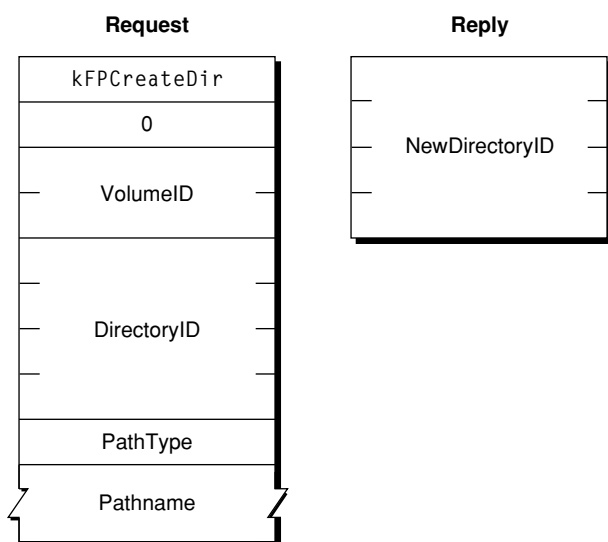 Request
kFPCreateDir
0
VolumeID
DirectoryID
PathType
Pathname
Reply
NewDirectoryID